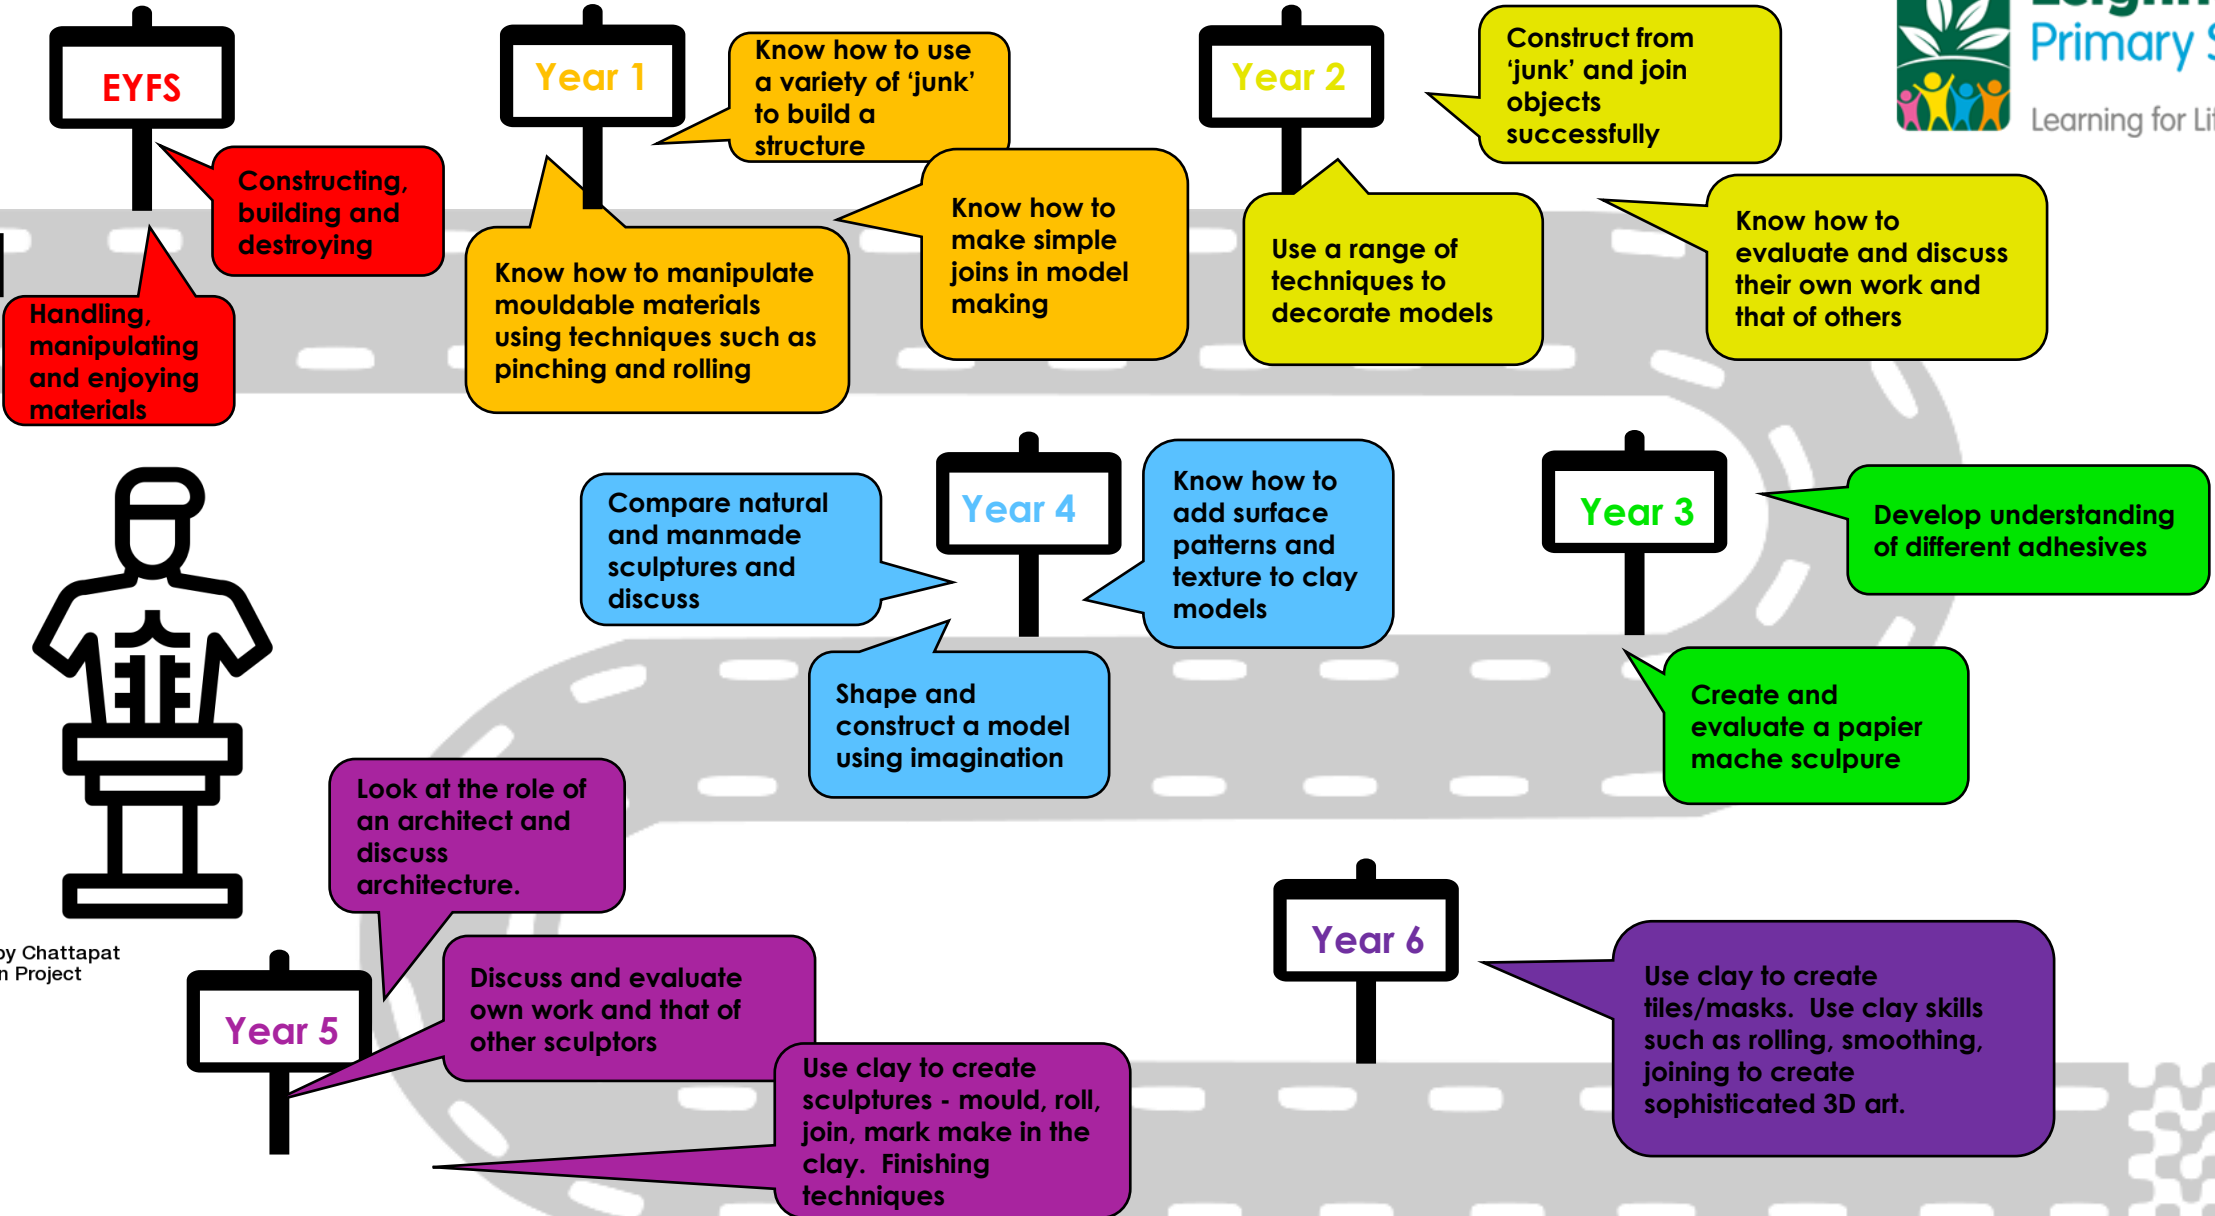 EYFS
Constructing,
building and
destroying
Handling,
manipulating
and enjoying
materials
Year 1
Know how to use
a variety of ‘junk’
to build a
structure
Know how to manipulate
mouldable materials
using techniques such as
pinching and rolling
Know how to
make simple
joins in model
making
Year 2
Construct from
‘junk’ and join
objects
successfully
Use a range of
techniques to
decorate models
Know how to
evaluate and discuss
their own work and
that of others
Primary
Learning for
Year 3
Develop understanding
of different adhesives
Create and
evaluate a papier
mache sculpure
Year 4
Know how to
add surface
patterns and
texture to clay
models
Compare natural
and manmade
sculptures and
discuss
Shape and
construct a model
using imagination
by Chattapat
Project
Year 5
Look at the role of
an architect and
discuss
architecture.
Discuss and evaluate
own work and that of
other sculptors
Use clay to create
sculptures - mould, roll,
join, mark make in the
clay.  Finishing
techniques
Year 6
Use clay to create
tiles/masks.  Use clay skills
such as rolling, smoothing,
joining to create
sophisticated 3D art.